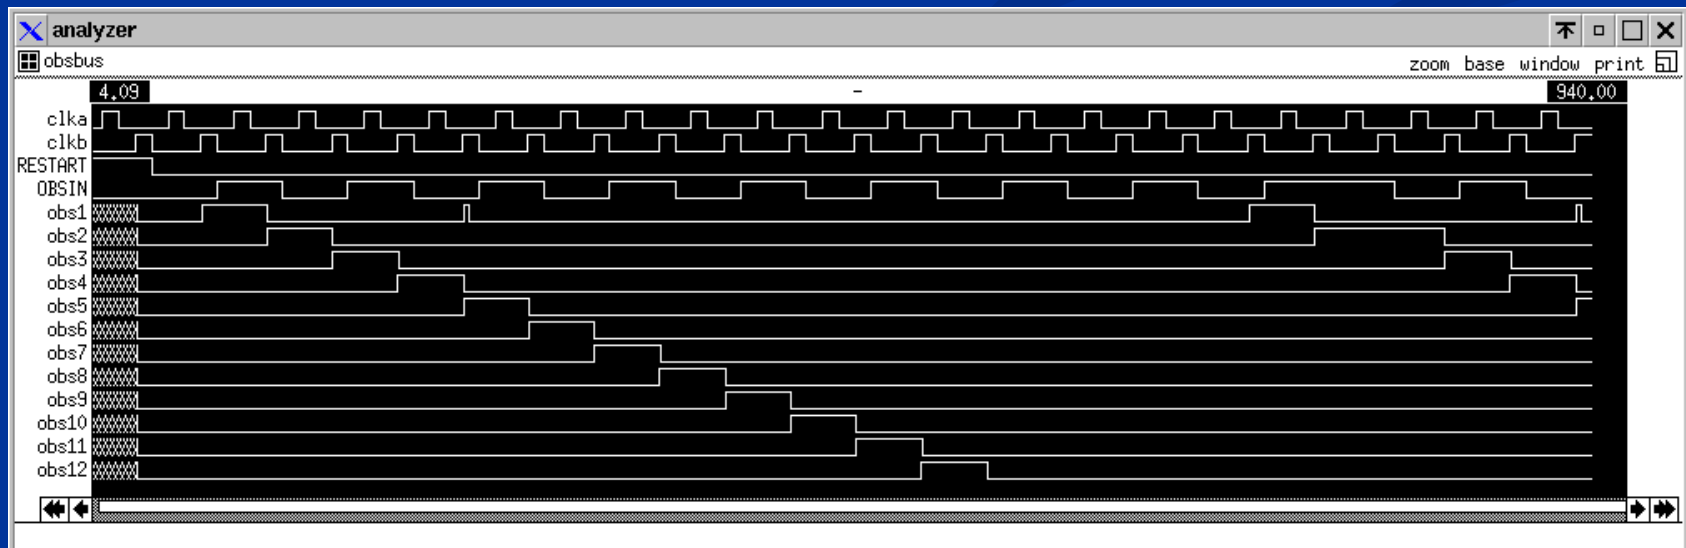 analyzer
obsbus zoom base window print
4.09 - 940.00
clka
clkb
RESTART
OBSIN
obs1
obs2
obs3
obs4
obs5
obs6
obs7
obs8
obs9
obs10
obs11
obs12